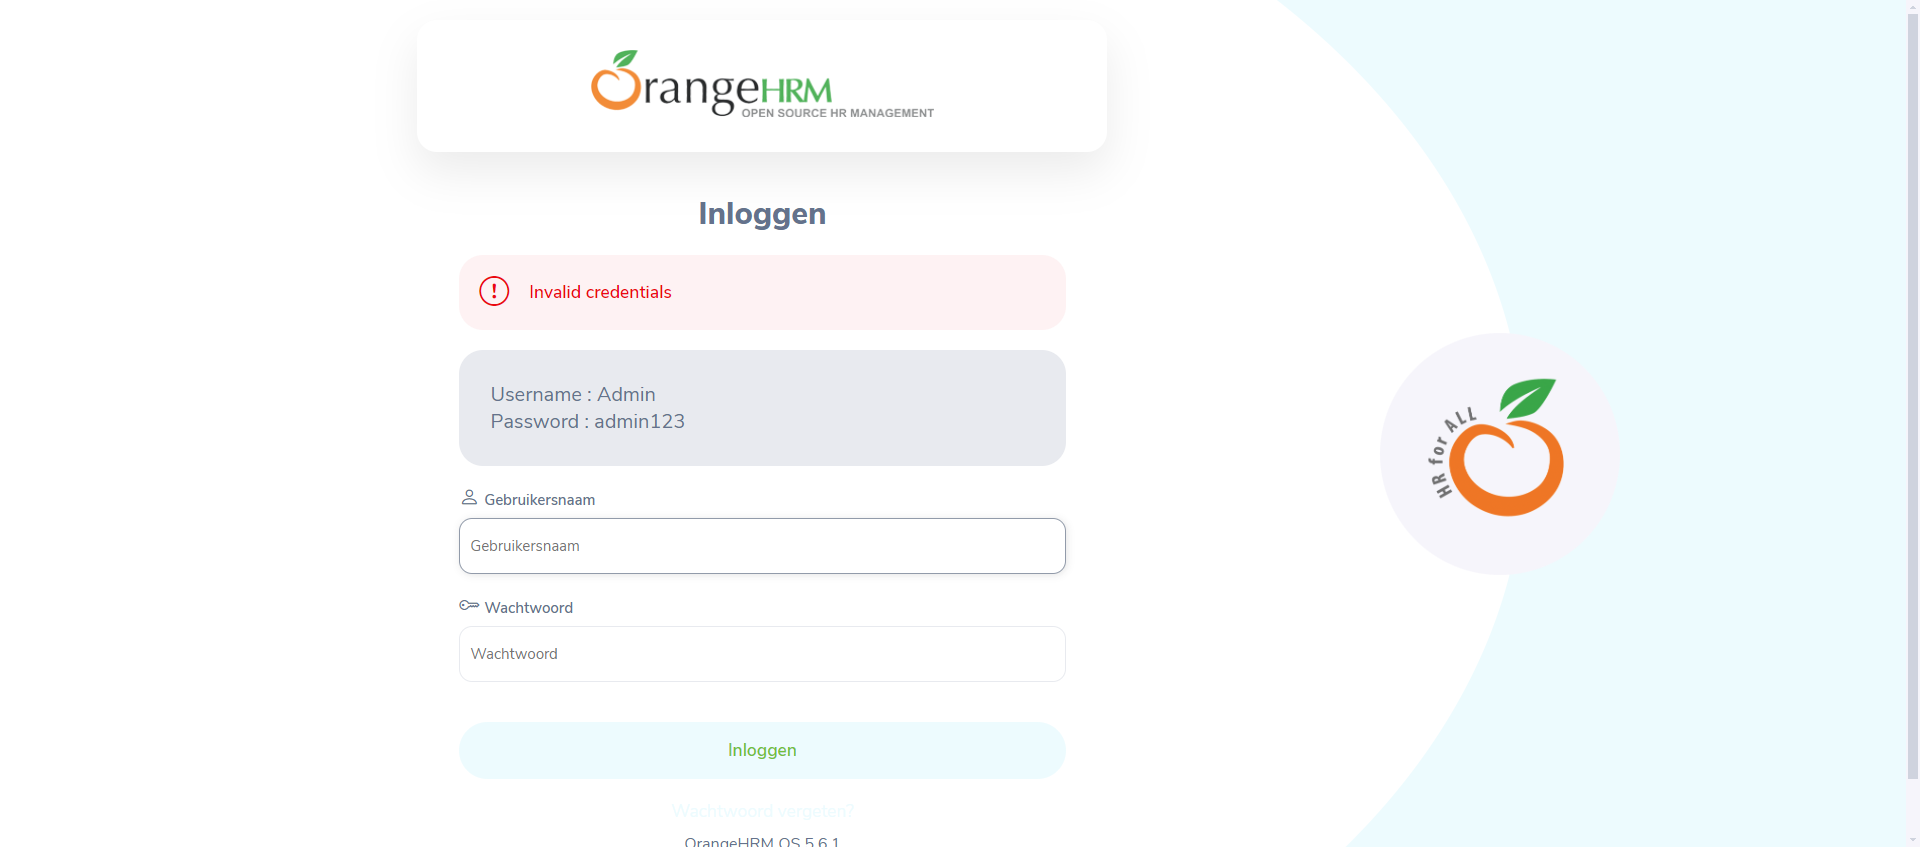 OrangeHRM
OPEN SOURCE HR MANAGEMENT
Inloggen
Invalid credentials
Username : Admin
Password : admin123
Gebruikersnaam
Gebruikersnaam
Wachtwoord
Wachtwoord
Inloggen
Wachtwoord vergeten?
OrangeHRM OS 5.6.1
HR for ALL